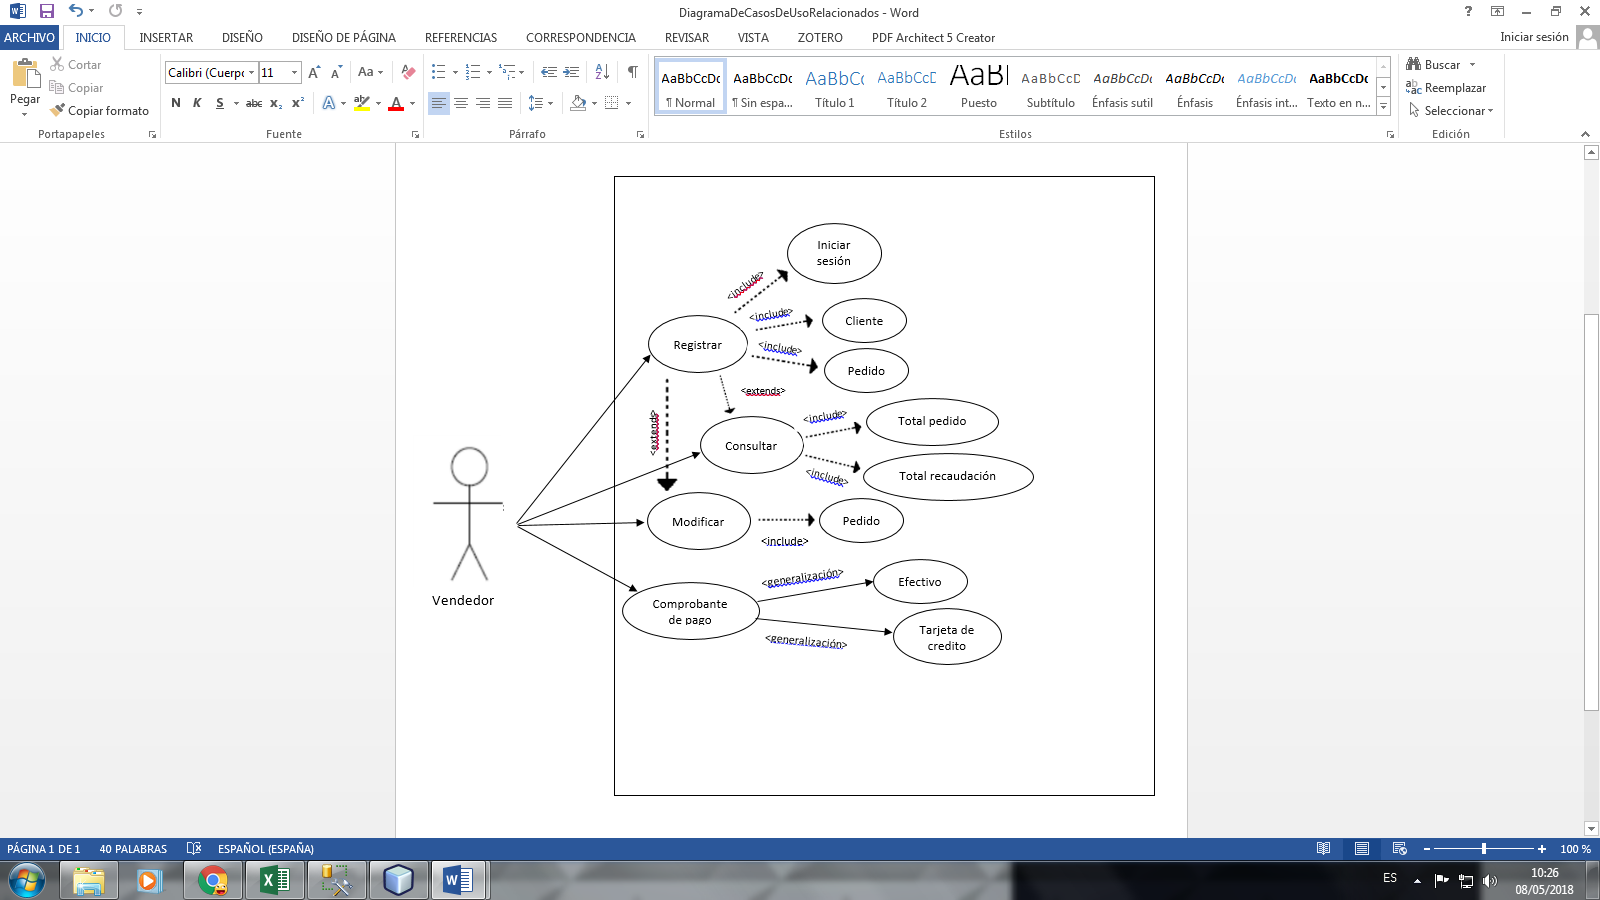 DiagramaDeCasosDeUsoRelacionados - Word
ARCHIVO INICIO INSERTAR DISEÑO DISEÑO DE PÁGINA REFERENCIAS CORRESPONDENCIA REVISAR VISTA ZOTERO PDF Architect 5 Creator Iniciar sesión
Pegar
Cortar
Copiar
Copiar formato
Portapapeles
Calibri (Cuerpo 11
N K S abc x₂ x²
Fuente
Párrafo
AaBbCcDc AaBbCcDc AaBbCc AaBbCcD AaB AaBbCcD AaBbCcDc AaBbCcDc AaBbCcDc AaBbCcDc
¶ Normal ¶ Sin espa... Título 1 Título 2 Puesto Subtítulo Énfasis sutil Énfasis Énfasis int... Texto en n...
Estilos
Buscar
Reemplazar
Seleccionar
Edición
Iniciar
sesión
<include>
<include>
Cliente
Registrar
<include>
Pedido
<extends>
<extends>
<include>
Total pedido
Consultar
<include>
Total recaudación
Modificar
<include>
Pedido
<generalización>
Efectivo
Comprobante
de pago
<generalización>
Tarjeta de
credito
Vendedor
PÁGINA 1 DE 1 40 PALABRAS ESPAÑOL (ESPAÑA) 100 %
ES 10:26
08/05/2018